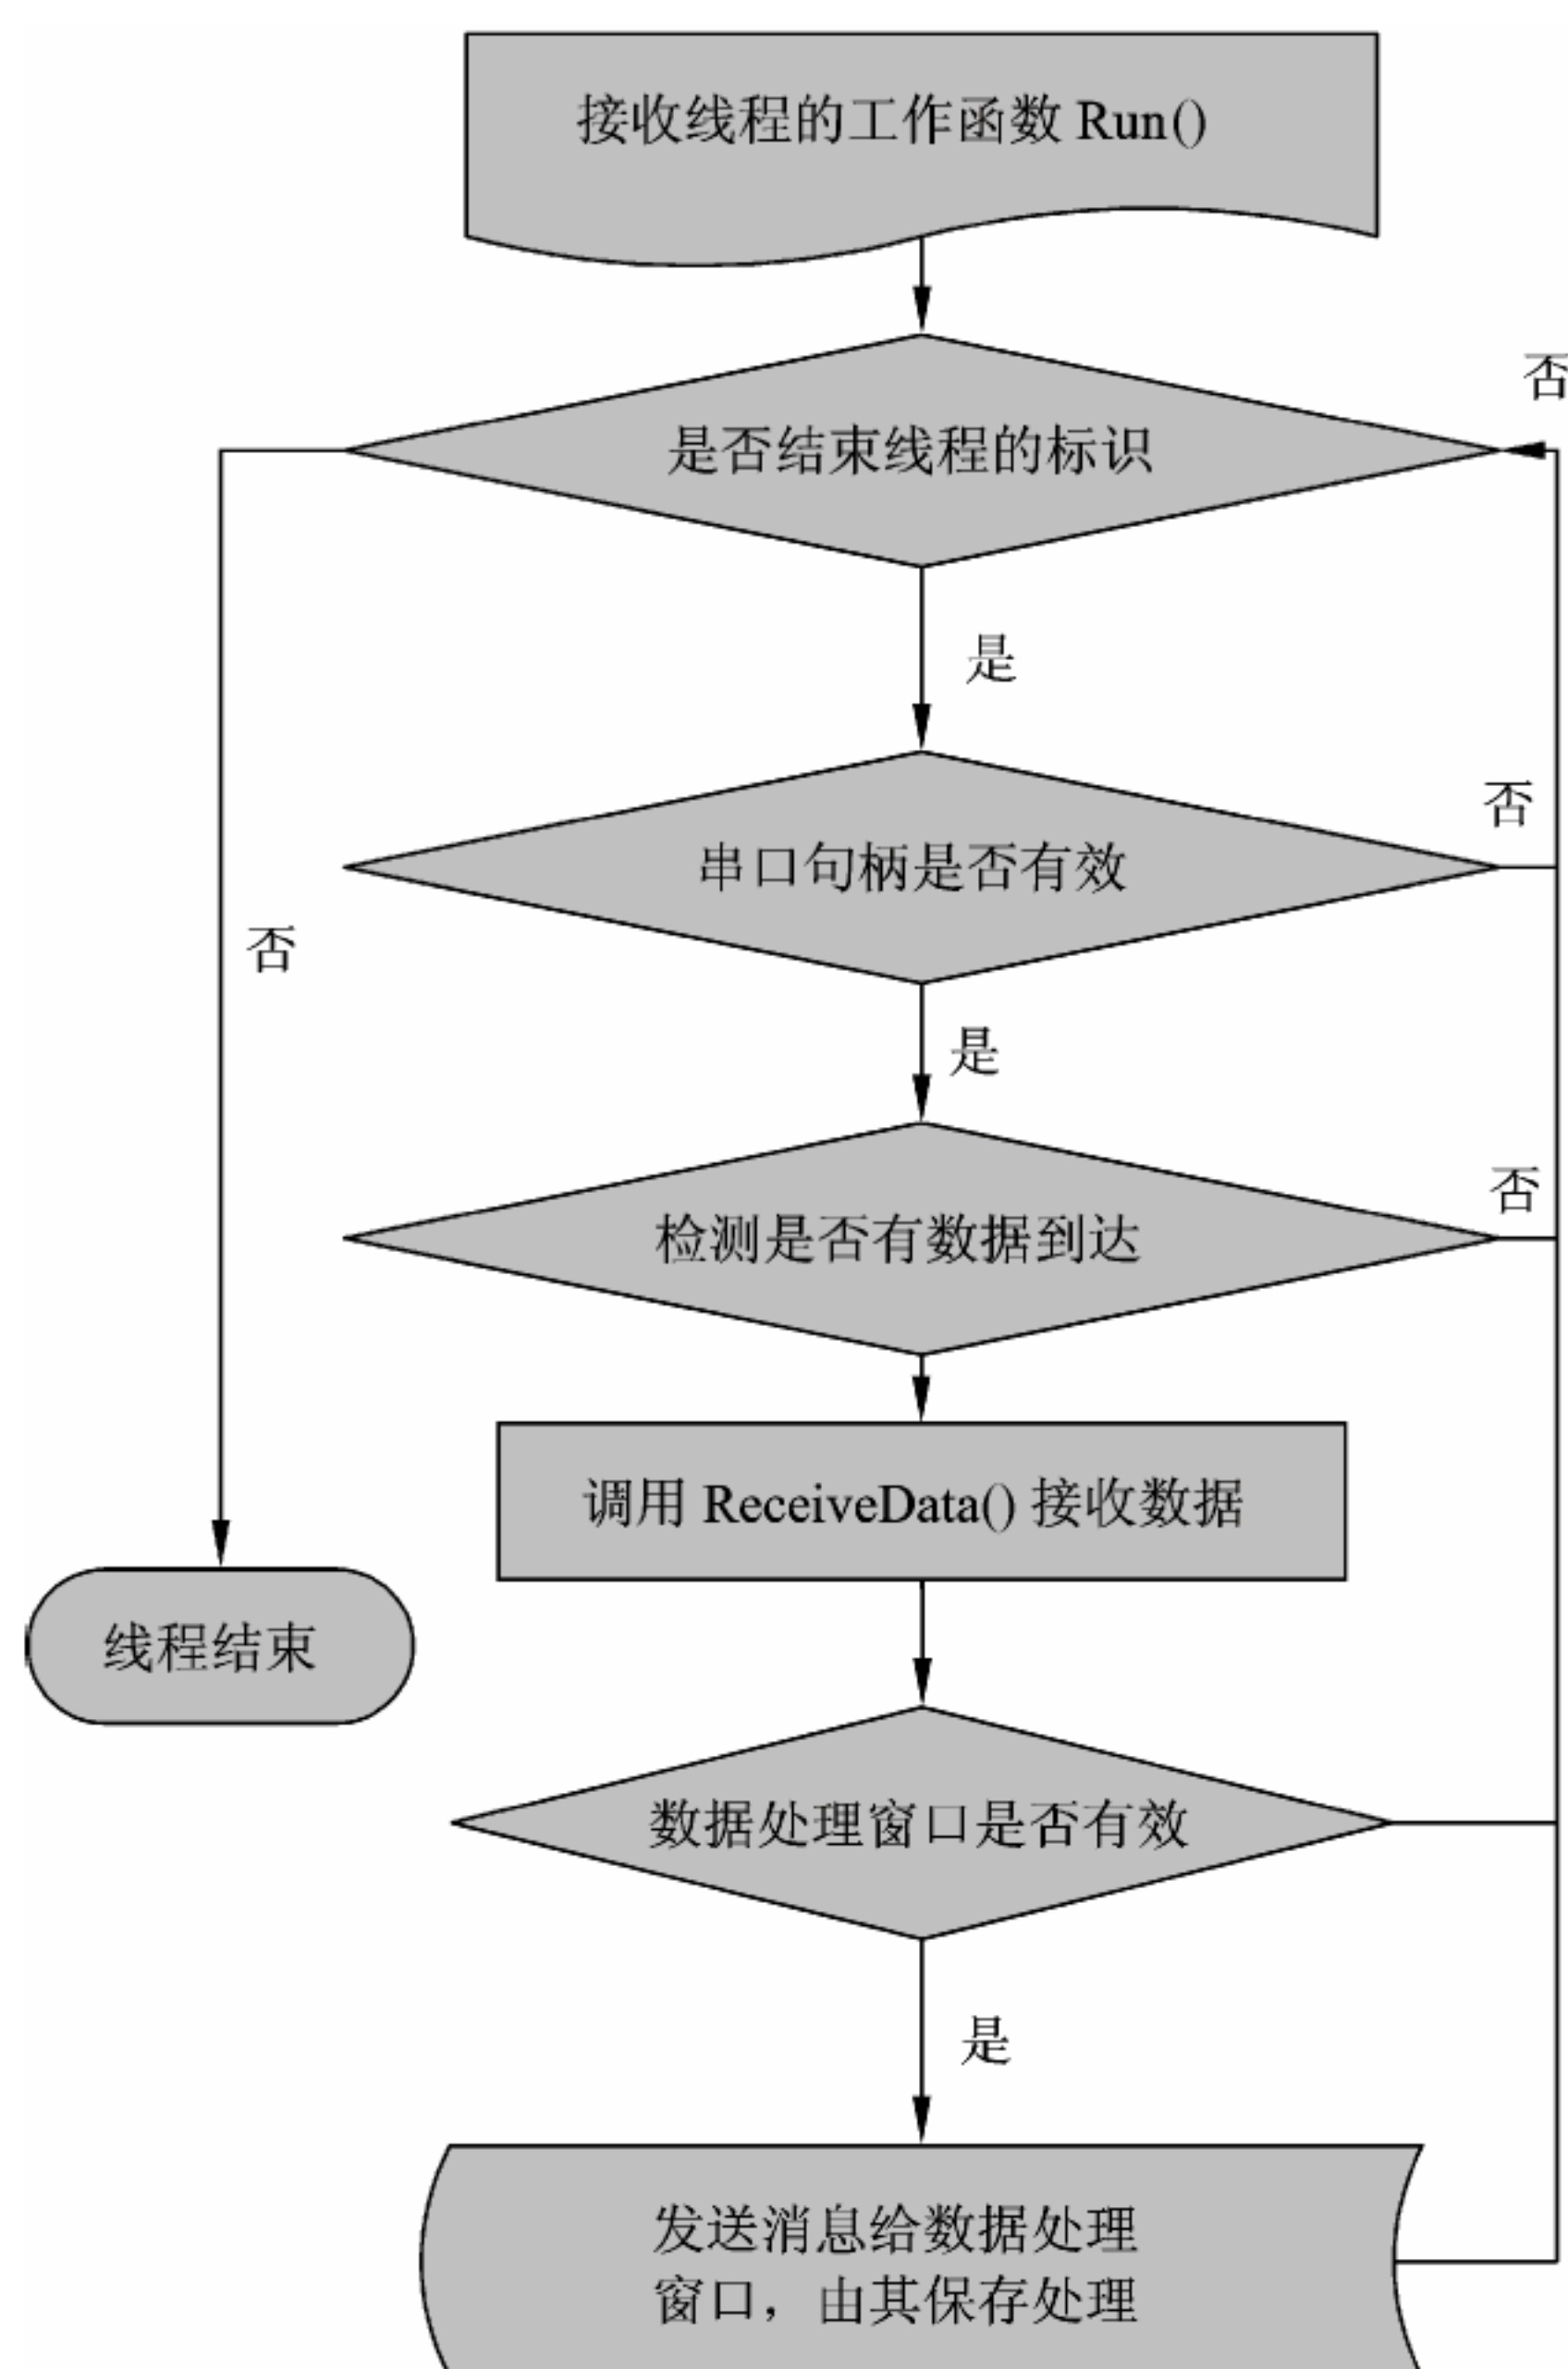 接收线程的工作函数 Run()
否
是否结束线程的标识
是
否
串口句柄是否有效
否
是
否
检测是否有数据到达
调用 ReceiveData() 接收数据
线程结束
数据处理窗口是否有效
是
发送消息给数据处理
窗口，由其保存处理